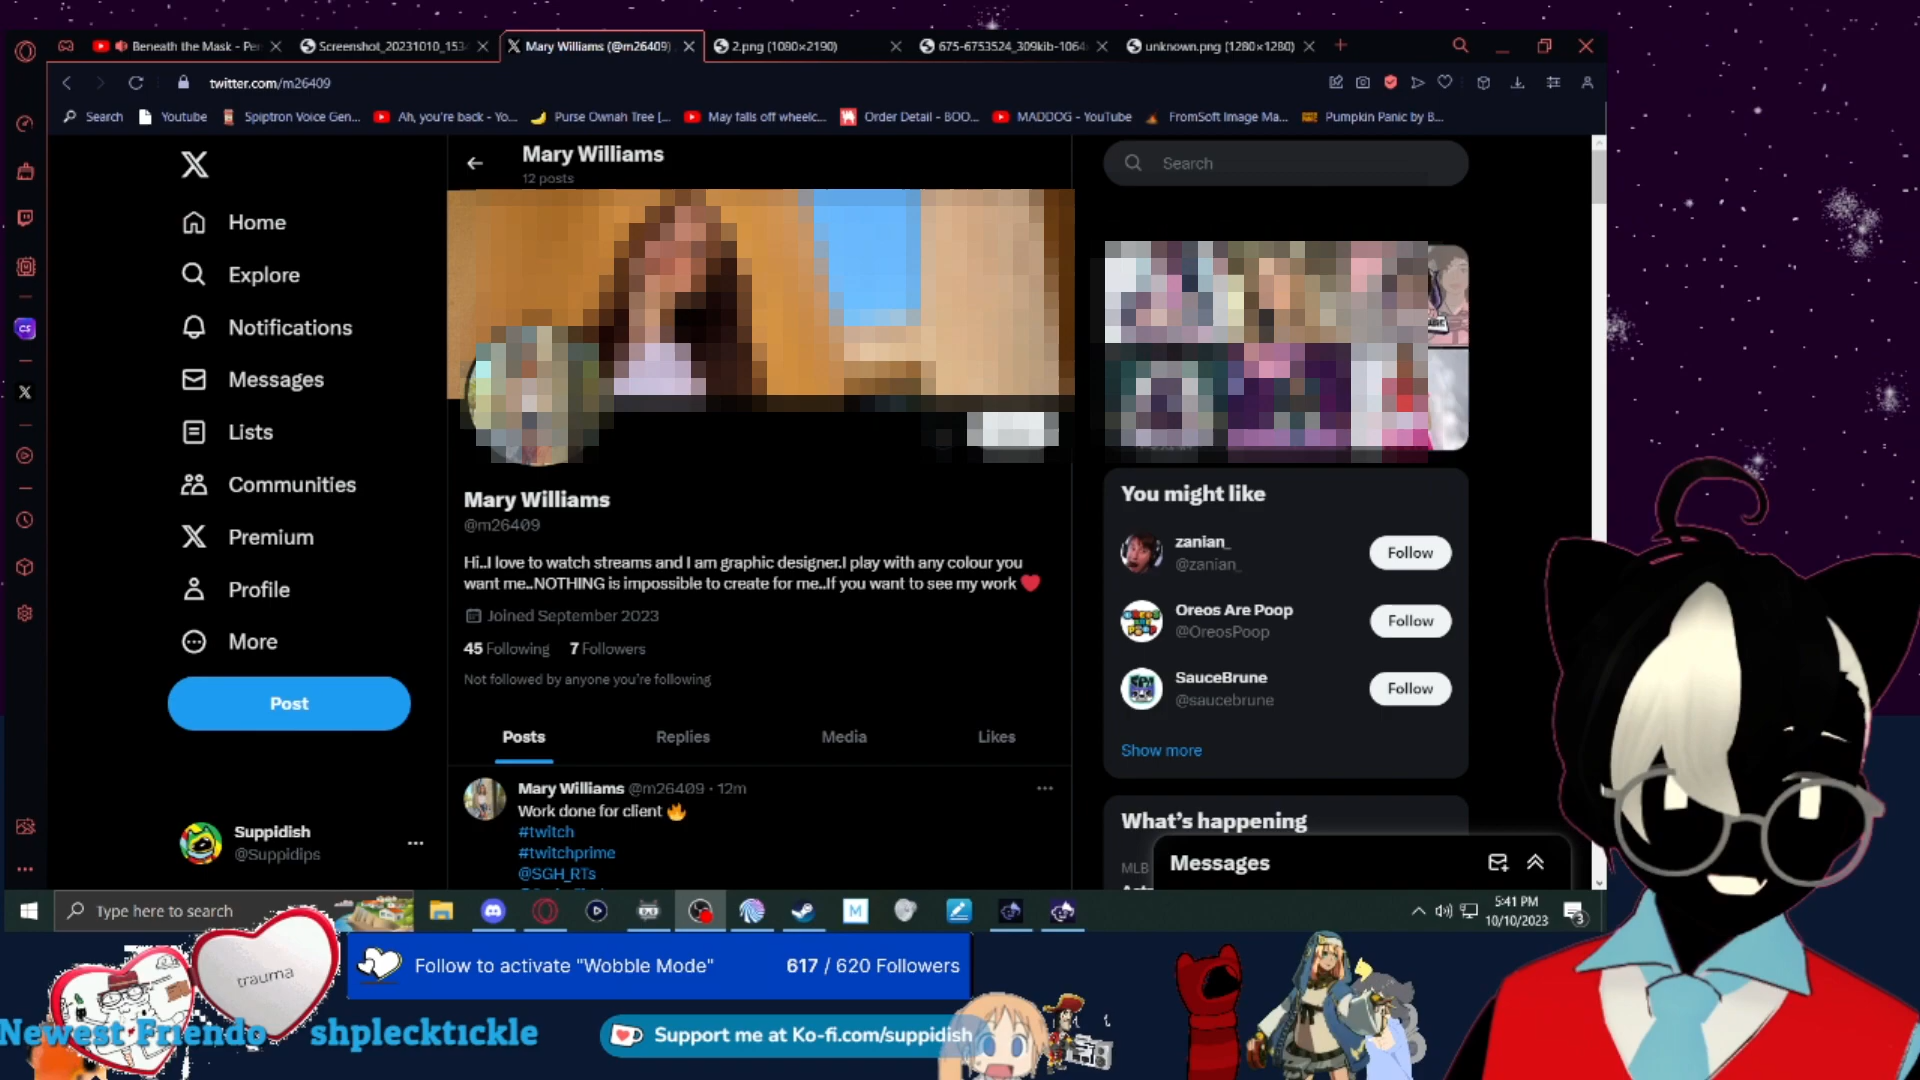 Beneath the Mask - Per
Screenshot_20231010_153
Mary Williams (@m26409)
2.png (1080×2190)
675-6753524_309kib-1064
unknown.png (1280×1280)
twitter.com/m26409
Search
Youtube
Spiptron Voice Gen...
Ah, you're back - Yo...
Purse Ownah Tree [...
May falls off wheelc...
Order Detail - BOO...
MADDOG - YouTube
FromSoft Image Ma...
Pumpkin Panic by B...
Mary Williams
12 posts
Search
Home
Explore
Notifications
Messages
Lists
Communities
Premium
Profile
More
Post
Suppidish
@Suppidips
Mary Williams
@m26409
Hi..I love to watch streams and I am graphic designer.I play with any colour you
want me..NOTHING is impossible to create for me..If you want to see my work ❤️
Joined September 2023
45 Following 7 Followers
Not followed by anyone you're following
Posts
Replies
Media
Likes
Mary Williams @m26409 · 12m
Work done for client 🔥
#twitch
#twitchprime
@SGH_RTs
You might like
zanian_
@zanian_
Follow
Oreos Are Poop
@OreosPoop
Follow
SauceBrune
@saucebrune
Follow
Show more
What's happening
MLB
Messages
Type here to search
5:41 PM
10/10/2023
3
trauma
Follow to activate "Wobble Mode"
617 / 620 Followers
Newest Friendo
shplecktickle
Support me at Ko-fi.com/suppidish